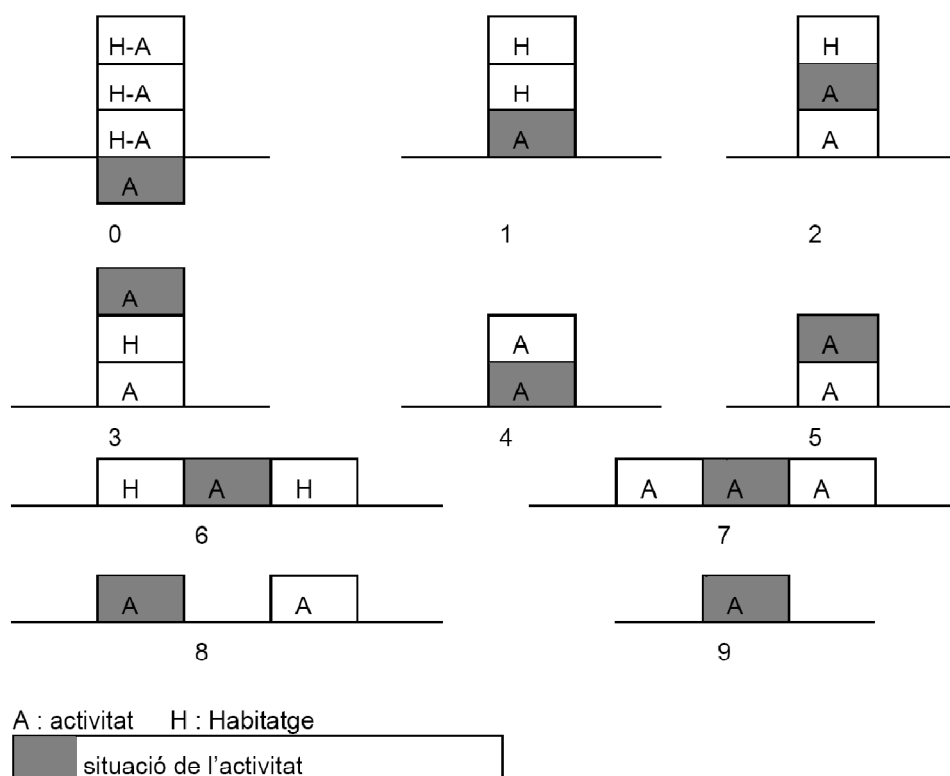 H-A H H
H-A H A
H-A A A
A
0 1 2
A
H A A
A A A
3 4 5
H A H A A A
6 7
A A A
8 9
A : activitat H : Habitatge
situació de l'activitat